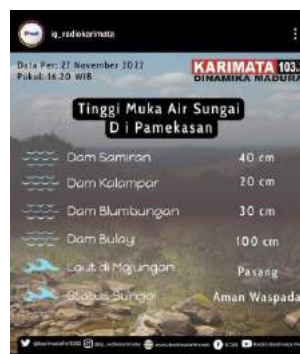 ig_radiokarimata
Data Per: 27 November 2022
Pukul: 16.20 WIB
KARIMATA 103.3
DINAMIKA MADURA
Tinggi Muka Air Sungai
Di Pamekasan
Dam Samiran 40 cm
Dam Kalampar 20 cm
Dam Blumbungan 30 cm
Dam Bulay 100 cm
Laut di Majungan Pasang
Status Sungai Aman Waspada